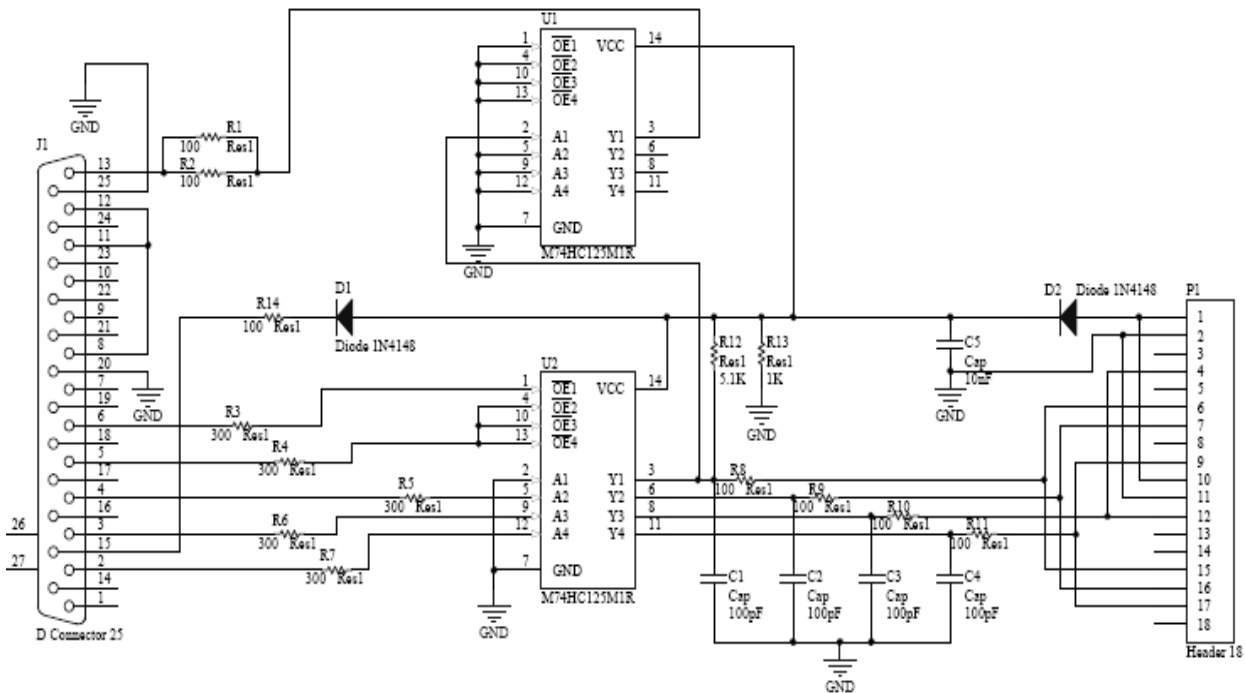 U1
1 OE1 VCC 14
4 OE2
10 OE3
13 OE4
2 A1 Y1 3
5 A2 Y2 6
9 A3 Y3 8
12 A4 Y4 11
7 GND
M74HC125M1R
GND
GND
R1
100 Res1
R2
100 Res1
J1
13
25
12
24
11
23
10
22
9
21
8
20
7
19
6
18
5
17
4
16
3
15
2
14
1
26
27
D Connector 25
GND
R14
100 Res1
D1
Diode 1N4148
R3
300 Res1
R4
300 Res1
R5
300 Res1
R6
300 Res1
R7
300 Res1
U2
1 OE1 VCC 14
4 OE2
10 OE3
13 OE4
2 A1 Y1 3
5 A2 Y2 6
9 A3 Y3 8
12 A4 Y4 11
7 GND
M74HC125M1R
GND
R12
Res1
5.1K
R13
Res1
1K
GND
C5
Cap
10mF
GND
D2 Diode 1N4148
R8
100 Res1
R9
100 Res1
R10
100 Res1
R11
100 Res1
C1
Cap
100pF
C2
Cap
100pF
C3
Cap
100pF
C4
Cap
100pF
GND
P1
1
2
3
4
5
6
7
8
9
10
11
12
13
14
15
16
17
18
Header 18